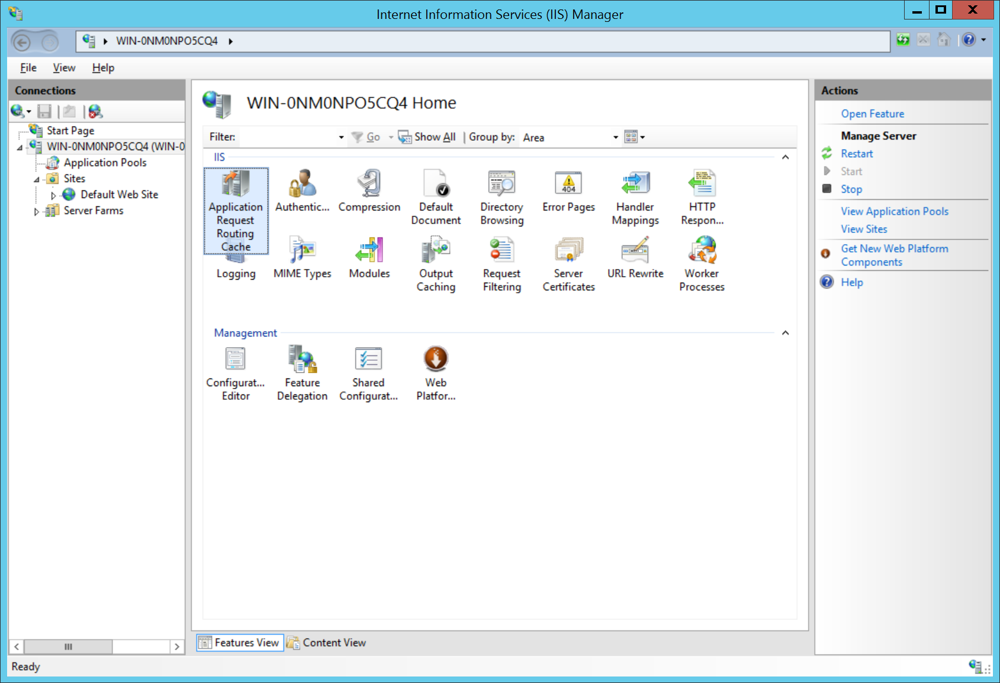 Internet Information Services (IIS) Manager
WIN-0NM0NPO5CQ4
File View Help
Connections
Start Page
WIN-0NM0NPO5CQ4 (WIN-0
Application Pools
Sites
Default Web Site
Server Farms
WIN-0NM0NPO5CQ4 Home
Filter: Go Show All Group by: Area
IIS
Application Request Routing Cache
Authentic...
Compression
Default Document
Directory Browsing
404
Error Pages
Handler Mappings
HTTP Respon...
Logging
MIME Types
Modules
Output Caching
Request Filtering
Server Certificates
URL Rewrite
Worker Processes
Management
Configurat... Editor
Feature Delegation
Shared Configurat...
Web Platfor...
Features View Content View
Actions
Open Feature
Manage Server
Restart
Start
Stop
View Application Pools
View Sites
Get New Web Platform
Components
Help
Ready